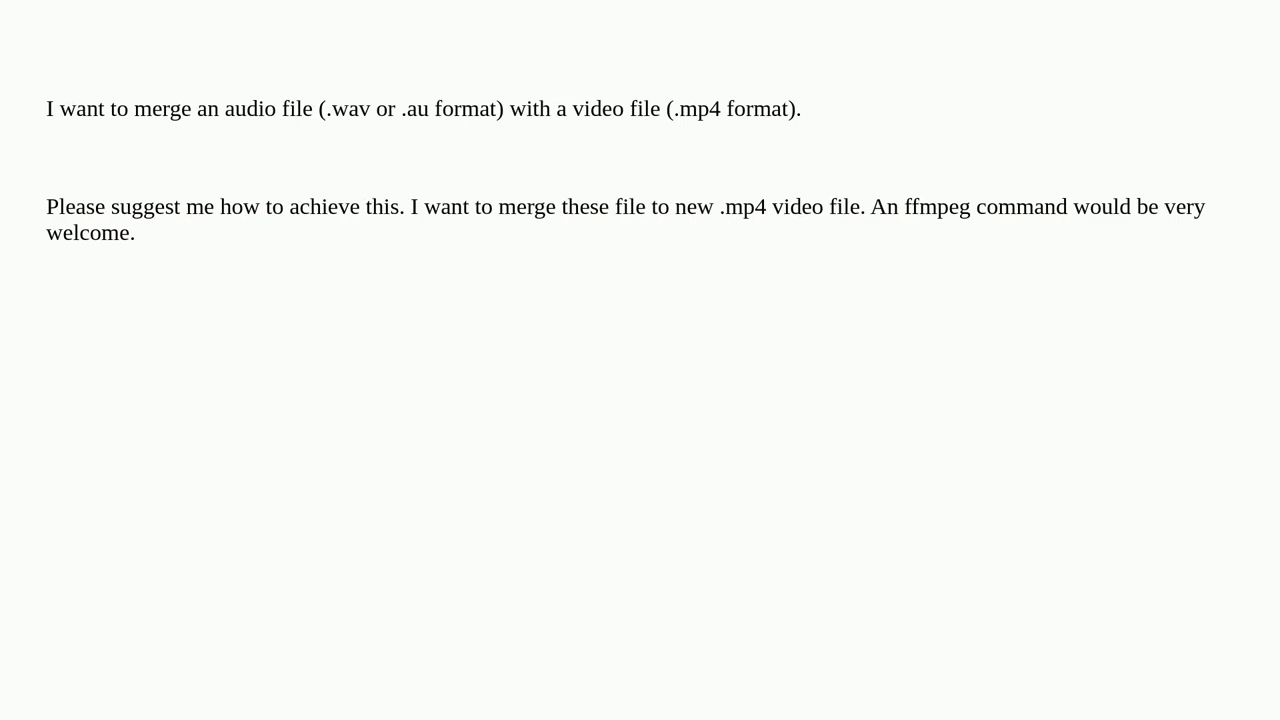 I want to merge an audio file (.wav or .au format) with a video file (.mp4 format).
Please suggest me how to achieve this. I want to merge these file to new .mp4 video file. An ffmpeg command would be very
welcome.